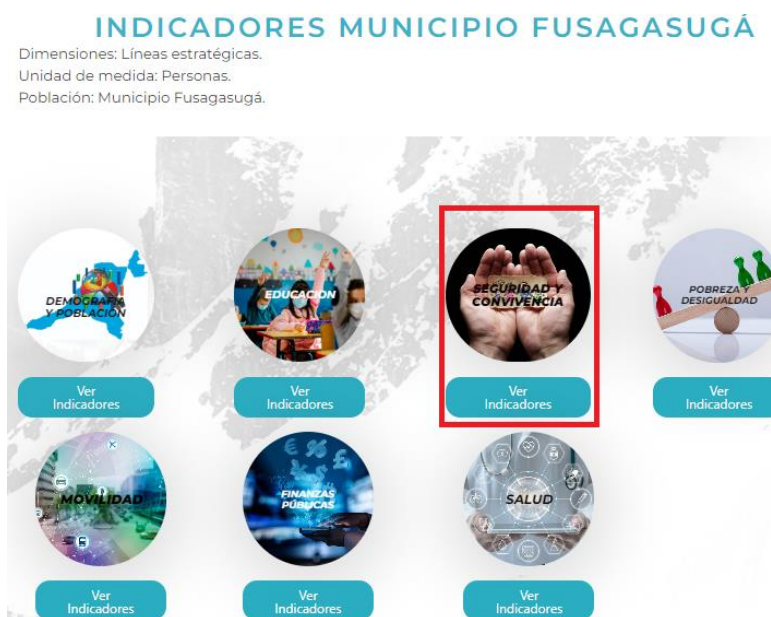 INDICADORES MUNICIPIO FUSAGASUGÁ
Dimensiones: Líneas estratégicas.
Unidad de medida: Personas.
Población: Municipio Fusagasugá.
DEMOGRAFÍA
Y POBLACIÓN
EDUCACIÓN
SEGURIDAD Y
CONVIVENCIA
POBREZA Y
DESIGUALDAD
Ver
Indicadores
Ver
Indicadores
Ver
Indicadores
Ver
Indicadores
MOVILIDAD
FINANZAS
PÚBLICAS
SALUD
Ver
Indicadores
Ver
Indicadores
Ver
Indicadores